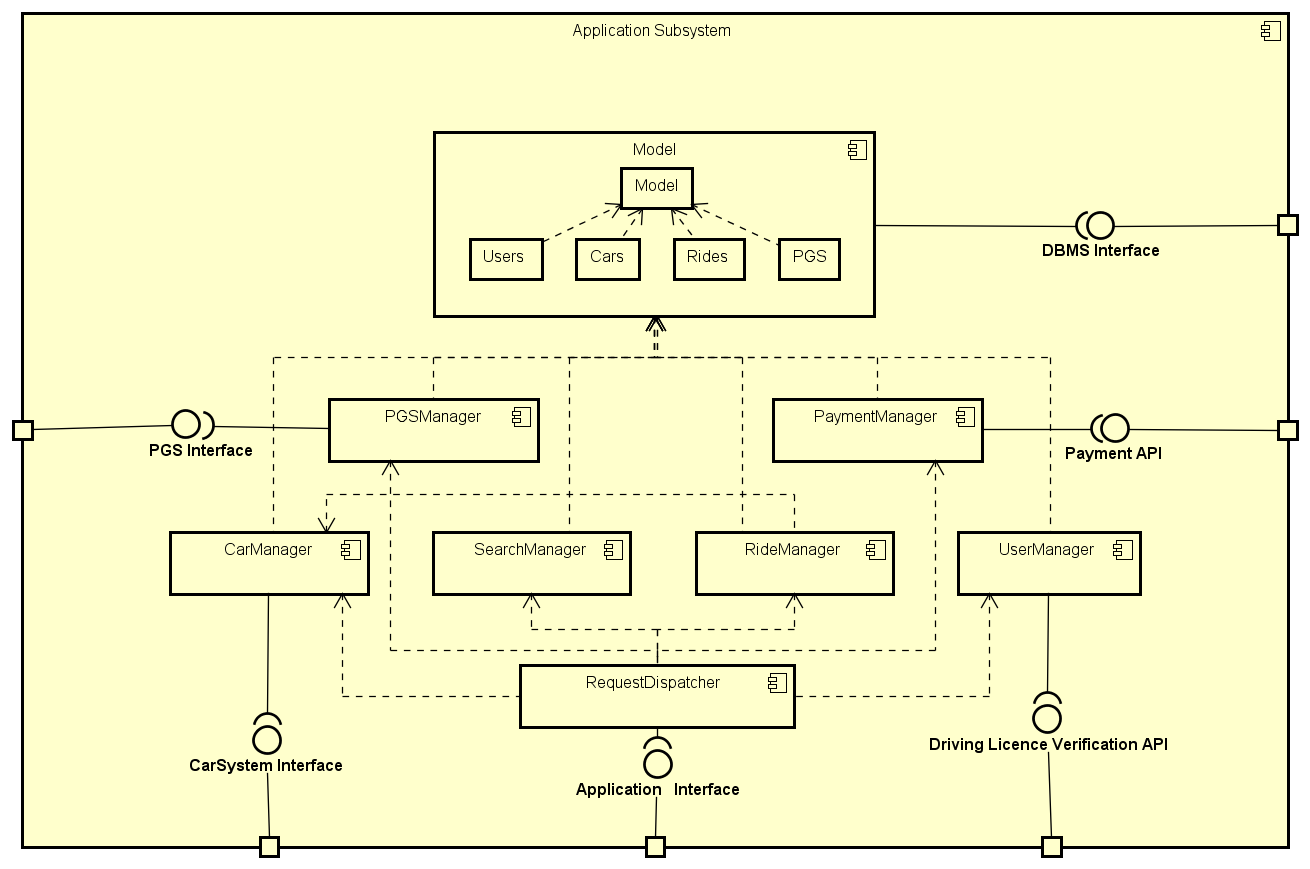 Application Subsystem
Model
Model
Users
Cars
Rides
PGS
DBMS Interface
PGSManager
PaymentManager
PGS Interface
Payment API
CarManager
SearchManager
RideManager
UserManager
RequestDispatcher
Driving Licence Verification API
CarSystem Interface
Application Interface